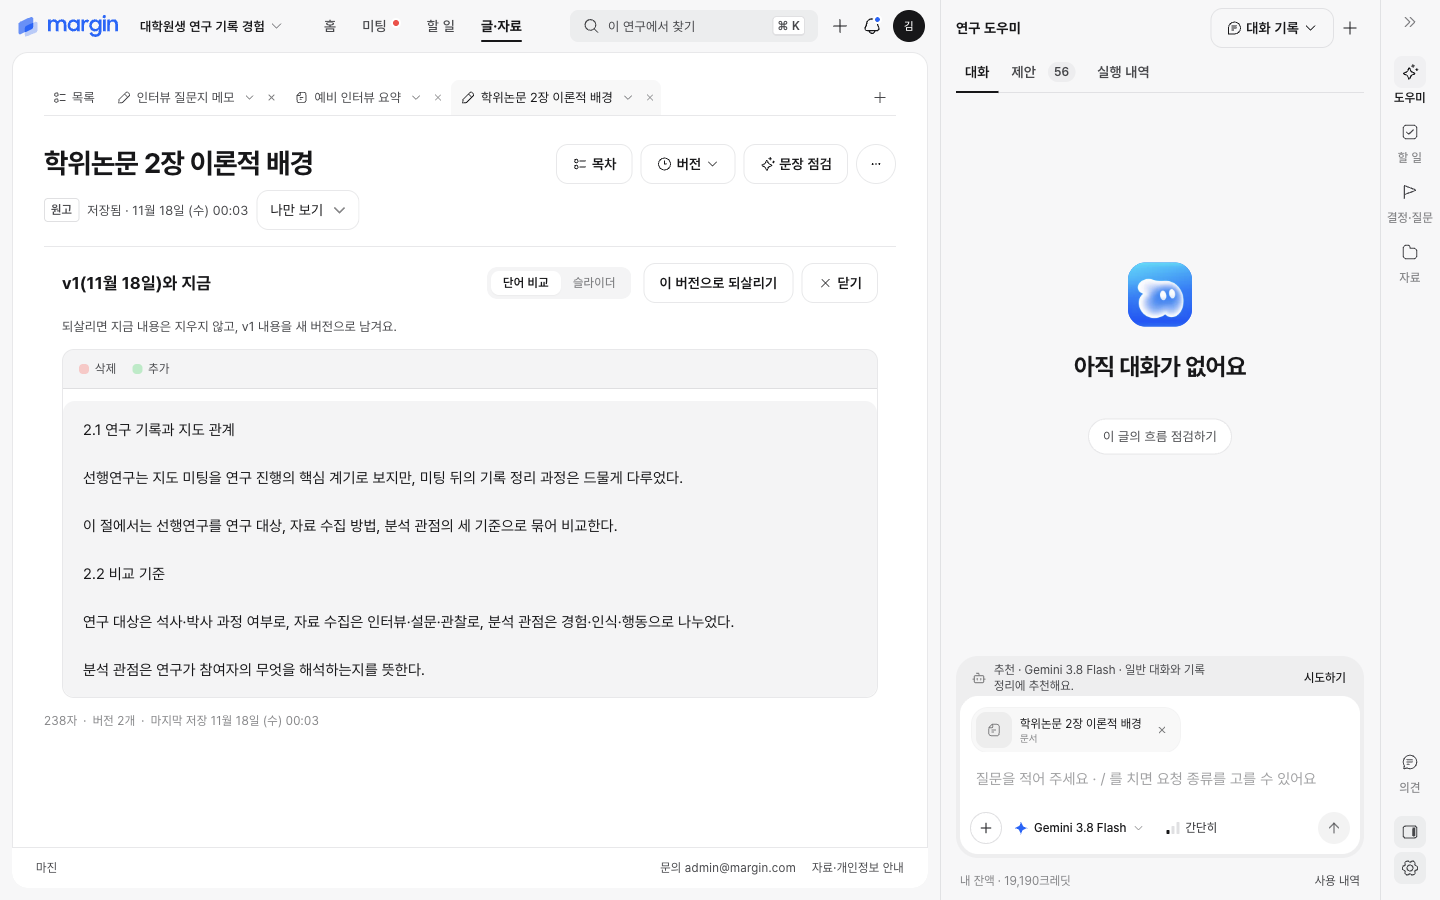 margin
대학원생 연구 기록 경험
홈
미팅
할 일
글·자료
이 연구에서 찾기
⌘ K
김
목록
인터뷰 질문지 메모
예비 인터뷰 요약
학위논문 2장 이론적 배경
학위논문 2장 이론적 배경
목차
버전
문장 점검
원고
저장됨 · 11월 18일 (수) 00:03
나만 보기
v1(11월 18일)와 지금
단어 비교
슬라이더
이 버전으로 되살리기
닫기
되살리면 지금 내용은 지우지 않고, v1 내용을 새 버전으로 남겨요.
삭제
추가
2.1 연구 기록과 지도 관계
선행연구는 지도 미팅을 연구 진행의 핵심 계기로 보지만, 미팅 뒤의 기록 정리 과정은 드물게 다루었다.
이 절에서는 선행연구를 연구 대상, 자료 수집 방법, 분석 관점의 세 기준으로 묶어 비교한다.
2.2 비교 기준
연구 대상은 석사·박사 과정 여부로, 자료 수집은 인터뷰·설문·관찰로, 분석 관점은 경험·인식·행동으로 나누었다.
분석 관점은 연구가 참여자의 무엇을 해석하는지를 뜻한다.
238자 · 버전 2개 · 마지막 저장 11월 18일 (수) 00:03
마진
문의 admin@margin.com
자료·개인정보 안내
연구 도우미
대화 기록
대화
제안 56
실행 내역
아직 대화가 없어요
이 글의 흐름 점검하기
추천 · Gemini 3.8 Flash · 일반 대화와 기록
정리에 추천해요.
시도하기
학위논문 2장 이론적 배경
문서
질문을 적어 주세요 · / 를 치면 요청 종류를 고를 수 있어요
Gemini 3.8 Flash
간단히
내 잔액 · 19,190크레딧
사용 내역
도우미
할 일
결정·질문
자료
의견